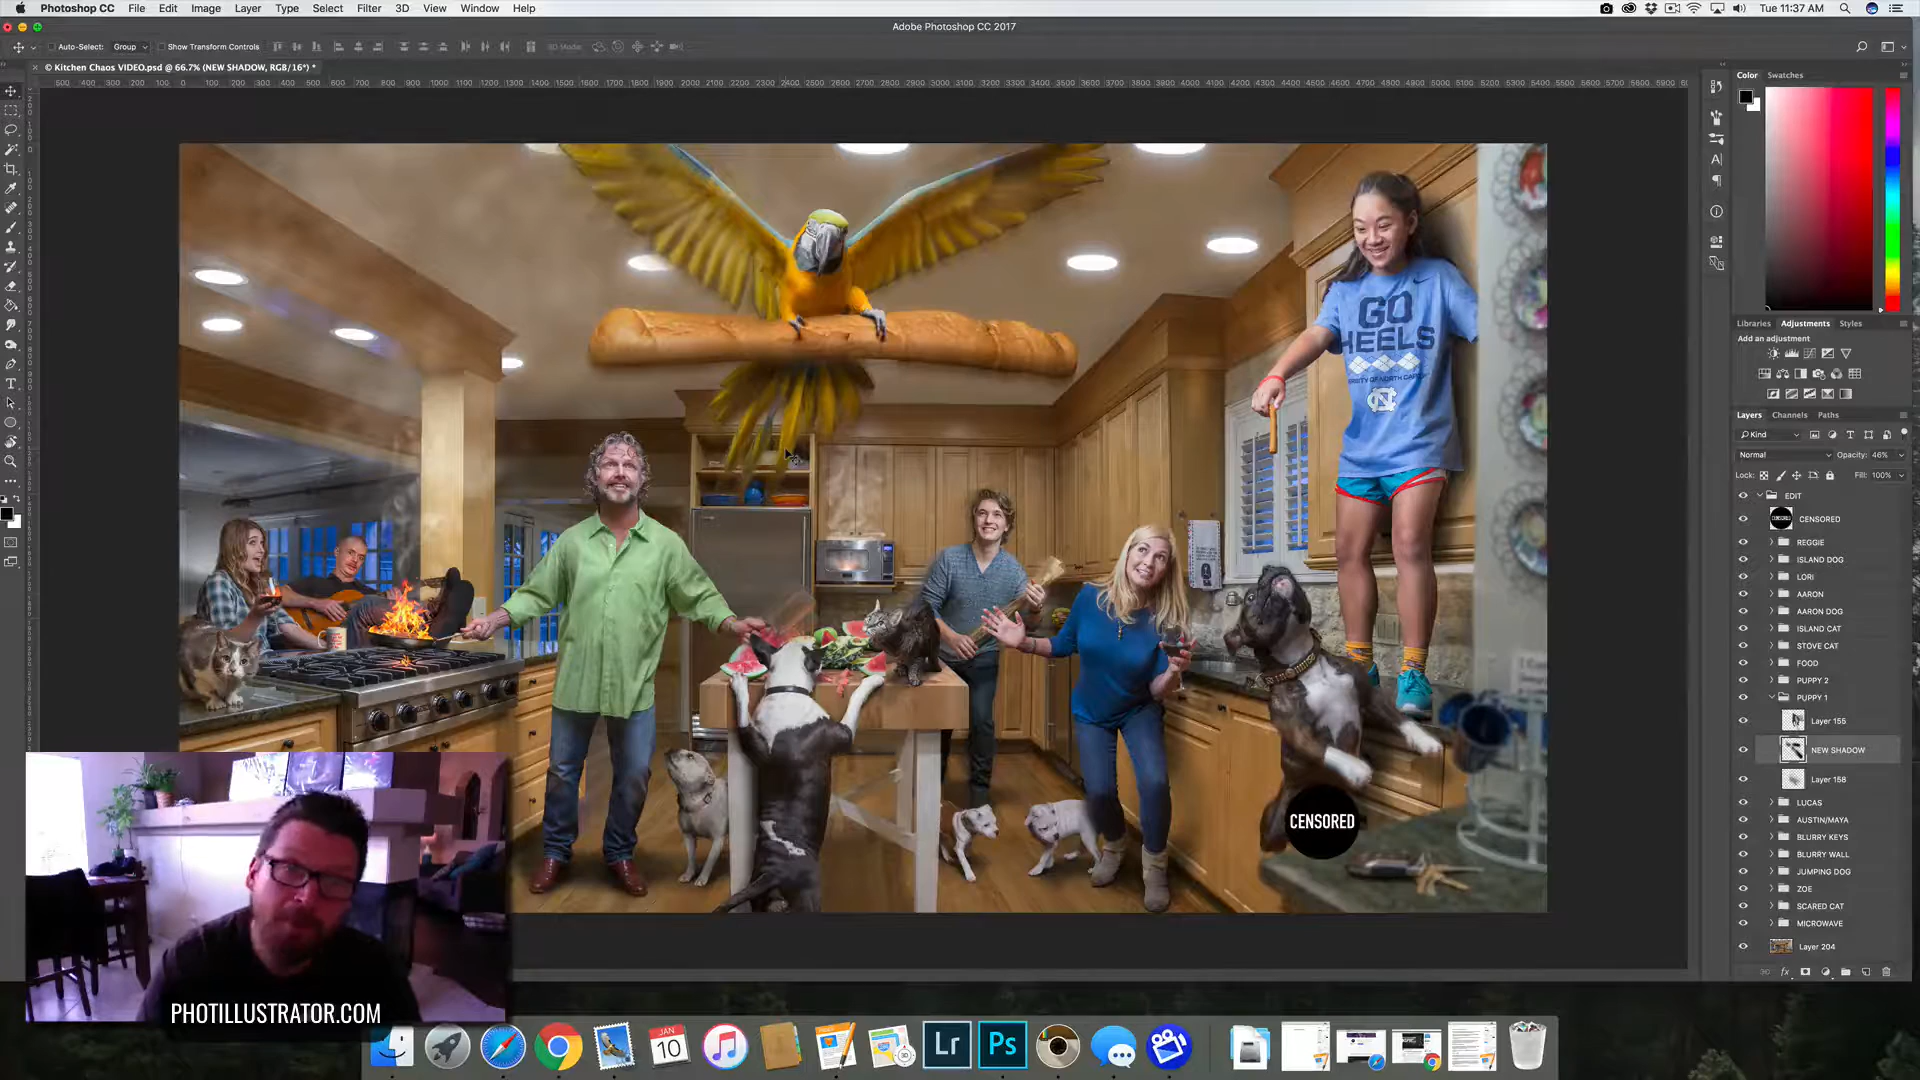 Photoshop CC File Edit Image Layer Type Select Filter 3D View Window Help
Tue 11:37 AM
Adobe Photoshop CC 2017
Auto-Select: Group Show Transform Controls 3D Mode:
© Kitchen Chaos VIDEO.psd @ 66.7% (NEW SHADOW, RGB/16*) *
Color Swatches
GO
HEELS
NC
Libraries Adjustments Styles
Add an adjustment
Layers Channels Paths
Kind
Normal Opacity: 46%
Lock: Fill: 100%
EDIT
CENSORED
REGGIE
ISLAND DOG
LORI
AARON
AARON DOG
ISLAND CAT
STOVE CAT
FOOD
PUPPY 2
PUPPY 1
Layer 155
NEW SHADOW
Layer 158
LUCAS
AUSTIN/MAYA
BLURRY KEYS
BLURRY WALL
JUMPING DOG
ZOE
SCARED CAT
MICROWAVE
Layer 204
CENSORED
PHOTILLUSTRATOR.COM
JAN
10
Lr
Ps